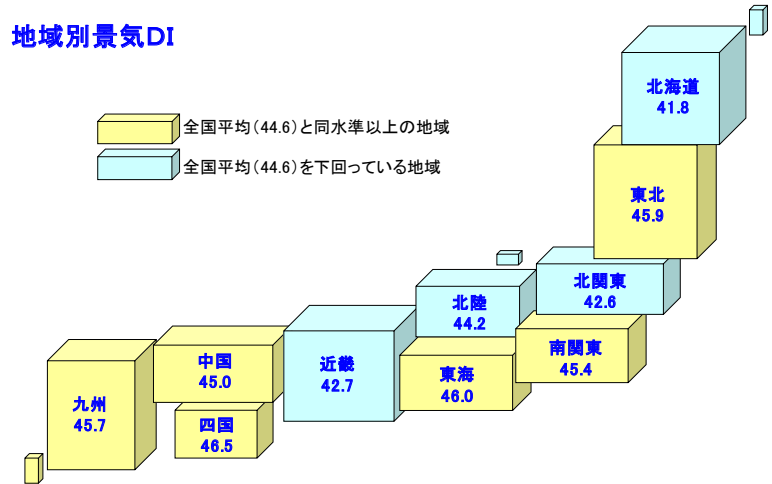 地域別景気DI
全国平均(44.6)と同水準以上の地域
全国平均(44.6)を下回っている地域
北海道
41.8
東北
45.9
北関東
42.6
北陸
44.2
南関東
45.4
東海
46.0
近畿
42.7
中国
45.0
四国
46.5
九州
45.7